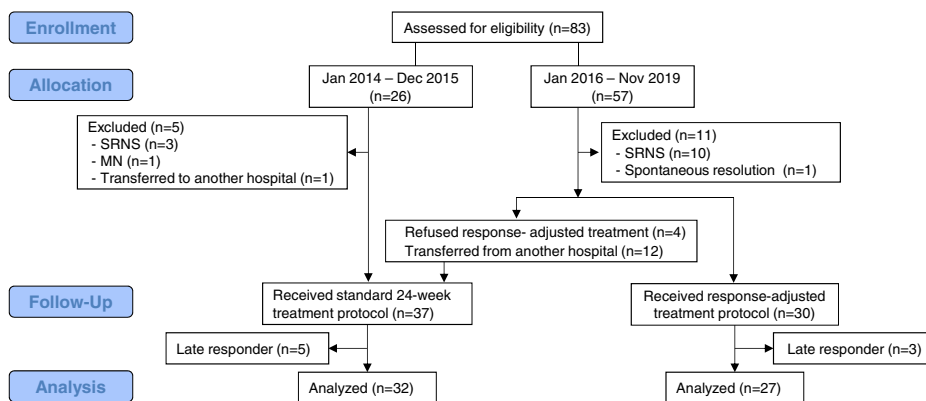 Enrollment
Assessed for eligibility (n=83)
Allocation
Jan 2014 – Dec 2015
(n=26)
Jan 2016 – Nov 2019
(n=57)
Excluded (n=5)
- SRNS (n=3)
- MN (n=1)
- Transferred to another hospital (n=1)
Excluded (n=11)
- SRNS (n=10)
- Spontaneous resolution (n=1)
Refused response- adjusted treatment (n=4)
Transferred from another hospital (n=12)
Follow-Up
Received standard 24-week
treatment protocol (n=37)
Received response-adjusted
treatment protocol (n=30)
Late responder (n=5)
Late responder (n=3)
Analysis
Analyzed (n=32)
Analyzed (n=27)